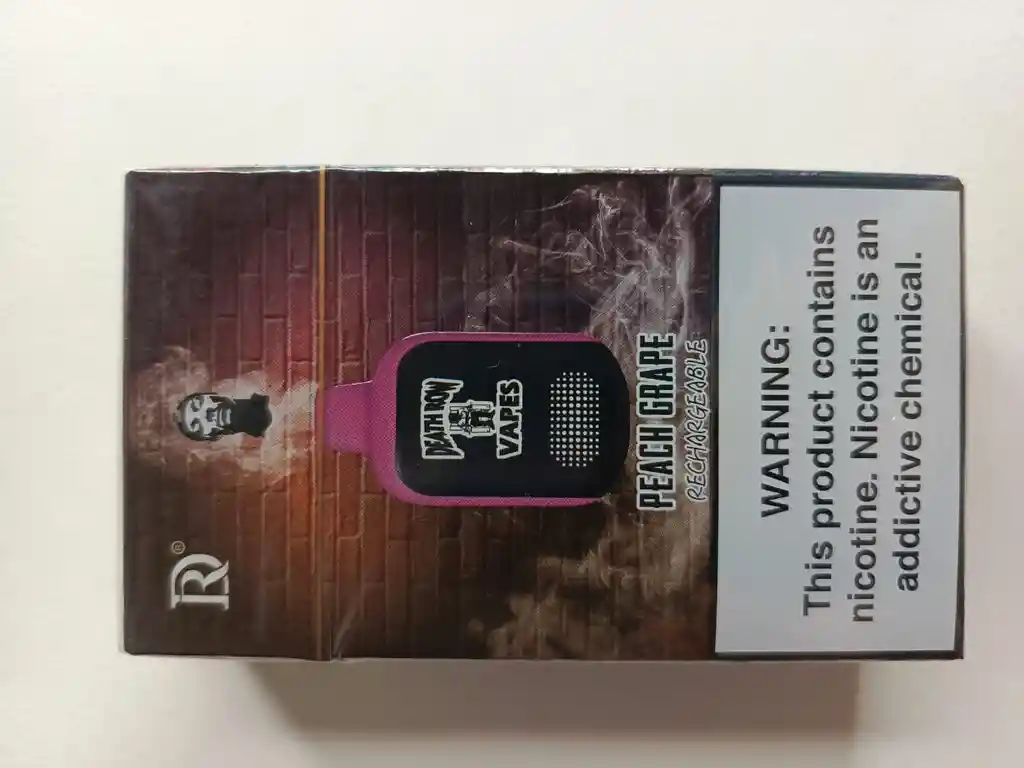 R®
DEATH ROW
VAPES
PEACH GRAPE
RECHARGEABLE
WARNING:
This product contains
nicotine. Nicotine is an
addictive chemical.